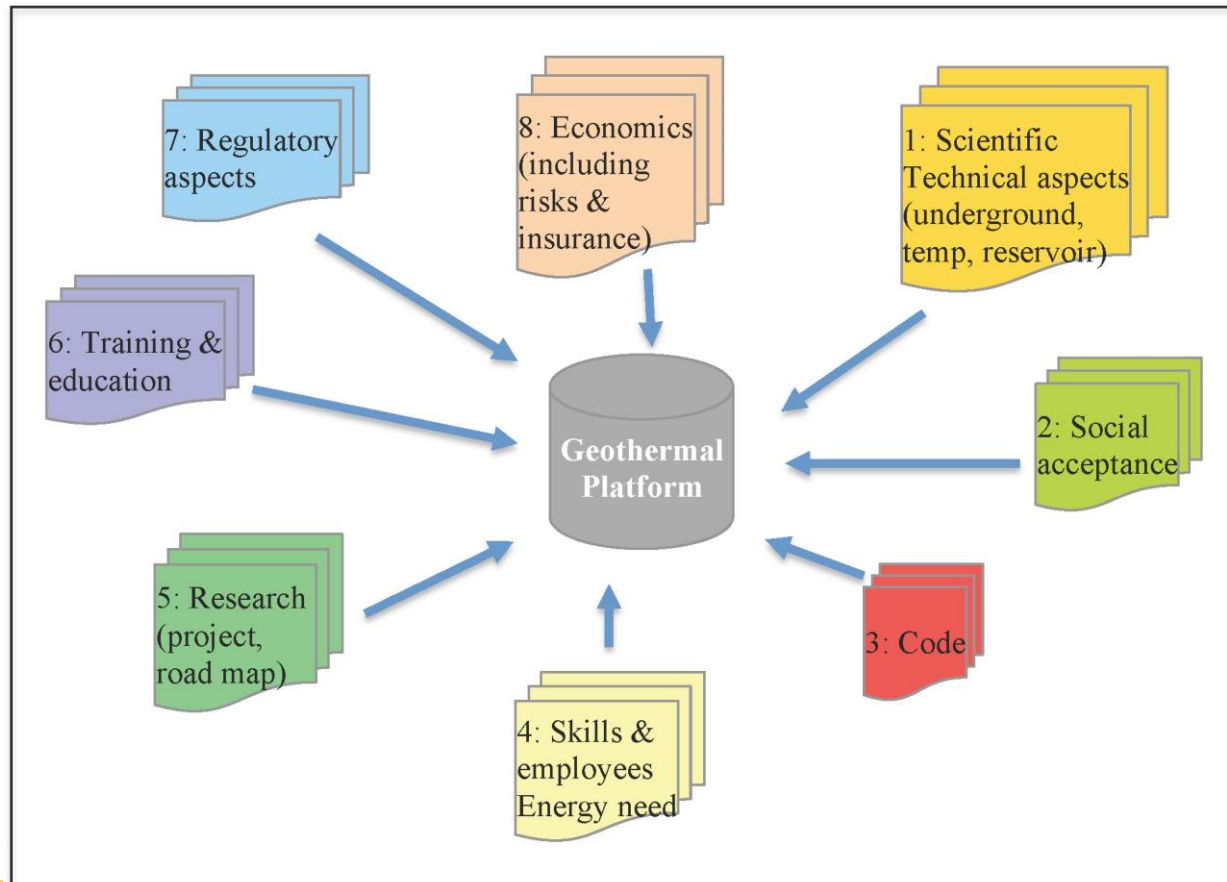 7: Regulatory
aspects
8: Economics
(including
risks &
insurance)
1: Scientific
Technical aspects
(underground,
temp, reservoir)
6: Training &
education
Geothermal
Platform
2: Social
acceptance
5: Research
(project,
road map)
3: Code
4: Skills &
employees
Energy need